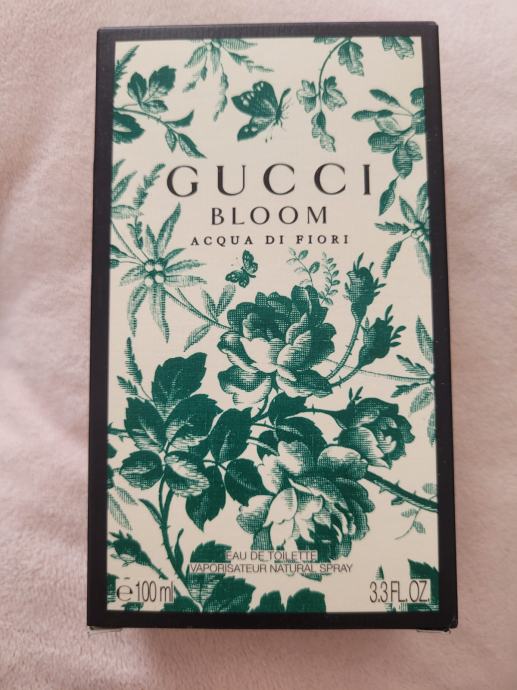 GUCCI
BLOOM
ACQUA DI FIORI
EAU DE TOILETTE
VAPORISATEUR NATURAL SPRAY
℮ 100 ml
3.3 FL.OZ.